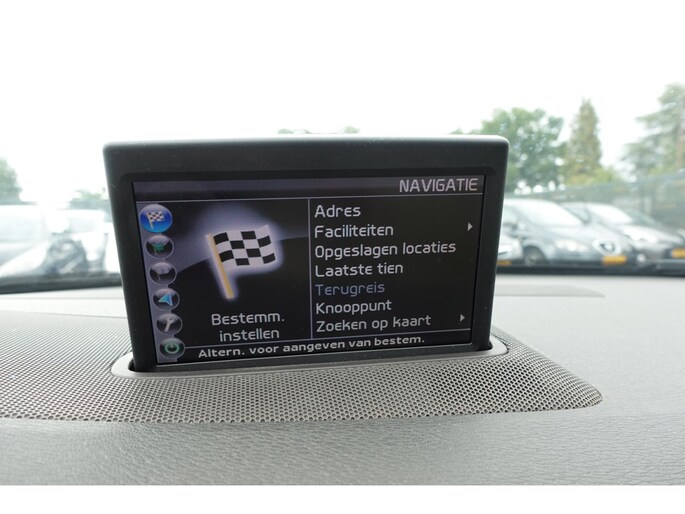 NAVIGATIE
Adres
Faciliteiten
Opgeslagen locaties
Laatste tien
Terugreis
Knooppunt
Zoeken op kaart
Bestemm.
instellen
Altern. voor aangeven van bestem.